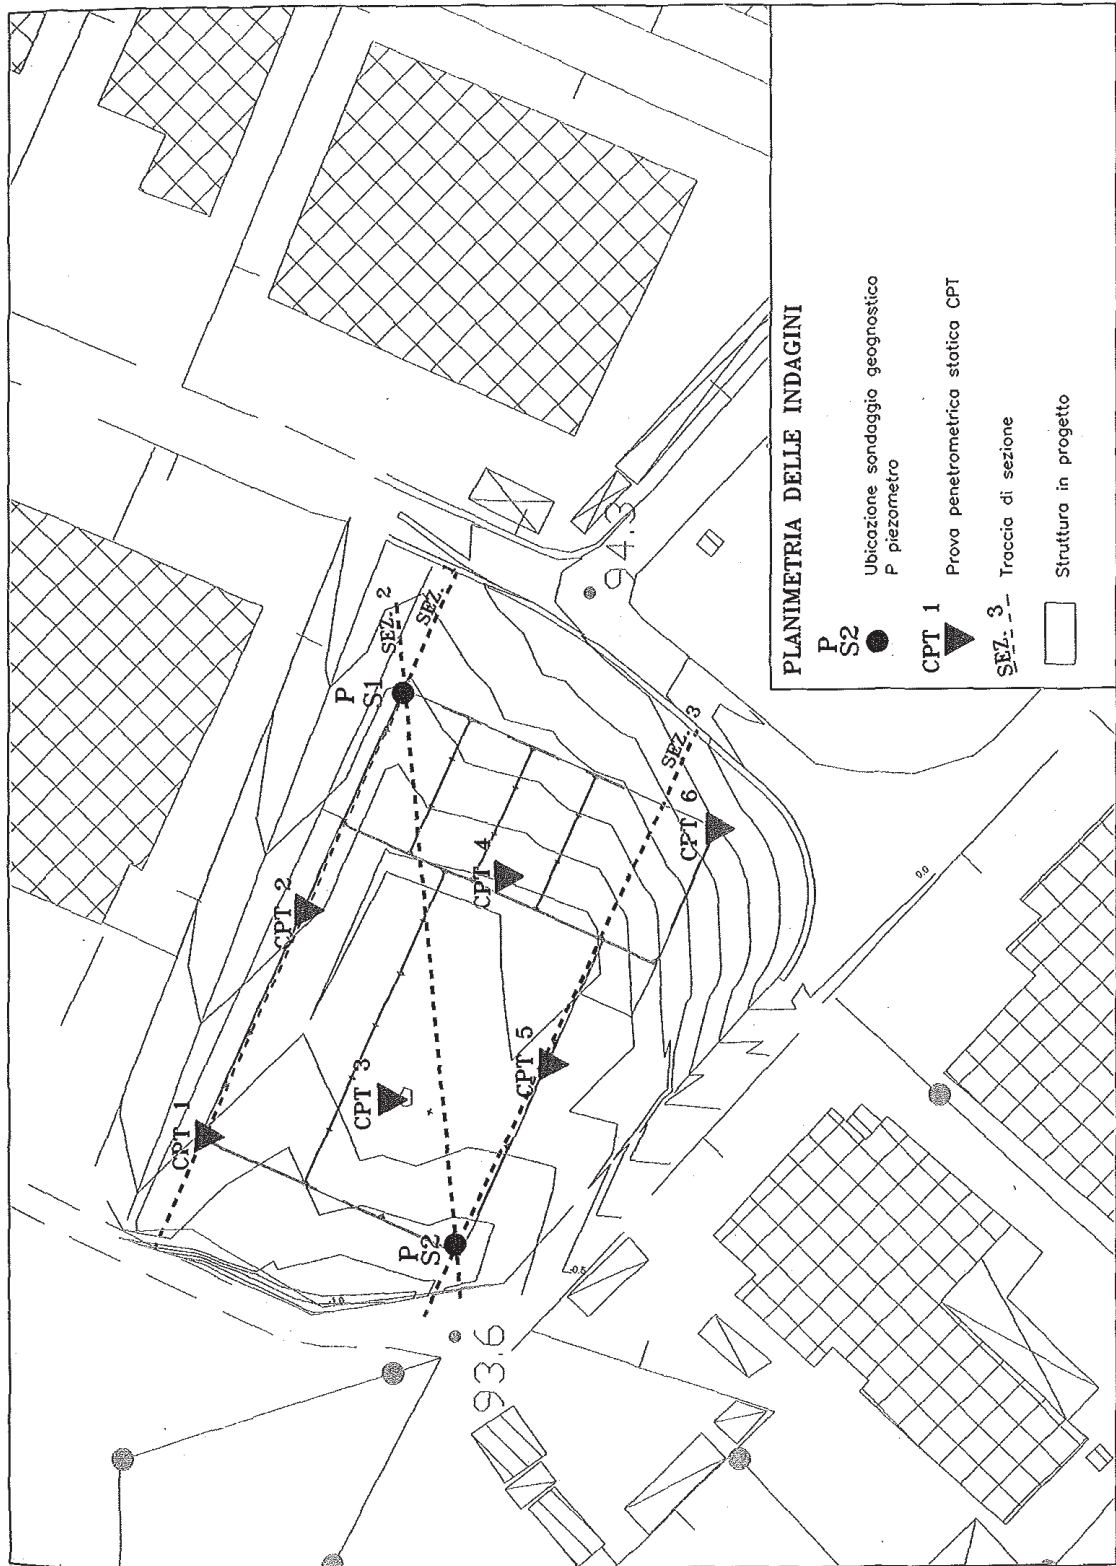 PLANIMETRIA DELLE INDAGINI
P
S2
Ubicazione sondaggio geognostico
P piezometro
CPT 1
Prova penetrometrica statica CPT
SEZ. 3
Traccia di sezione
Struttura in progetto
CPT 1
CPT 2
P
S1
SEZ. 2
SEZ. 1
CPT 3
CPT 4
CPT 5
CPT 6
SEZ. 3
P
S2
94.3
93.6
0.0
-0.5
-1.0